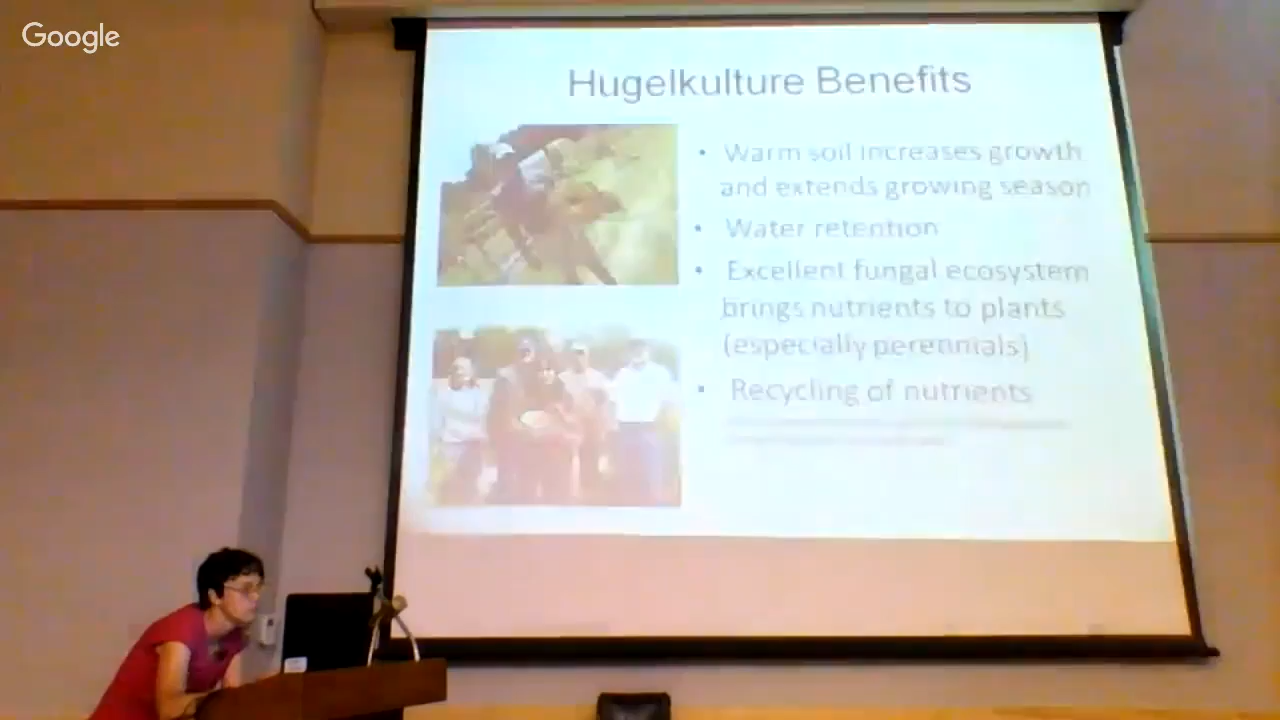 Google
Hugelkulture Benefits
• Warm soil increases growth
and extends growing season
• Water retention
• Excellent fungal ecosystem
brings nutrients to plants
(especially perennials)
• Recycling of nutrients